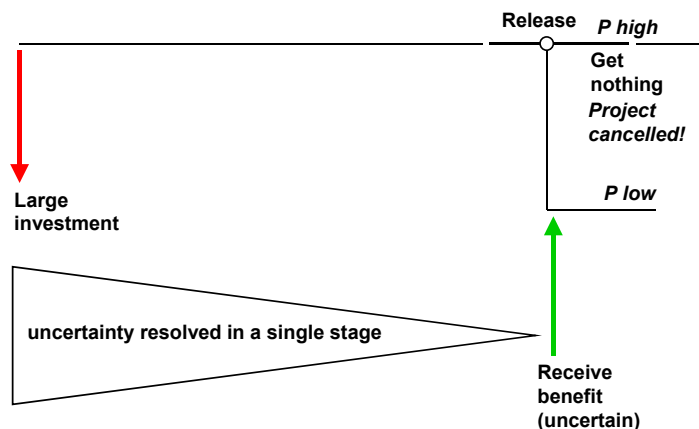 Release
P high
Get
nothing
Project
cancelled!
Large
investment
P low
uncertainty resolved in a single stage
Receive
benefit
(uncertain)